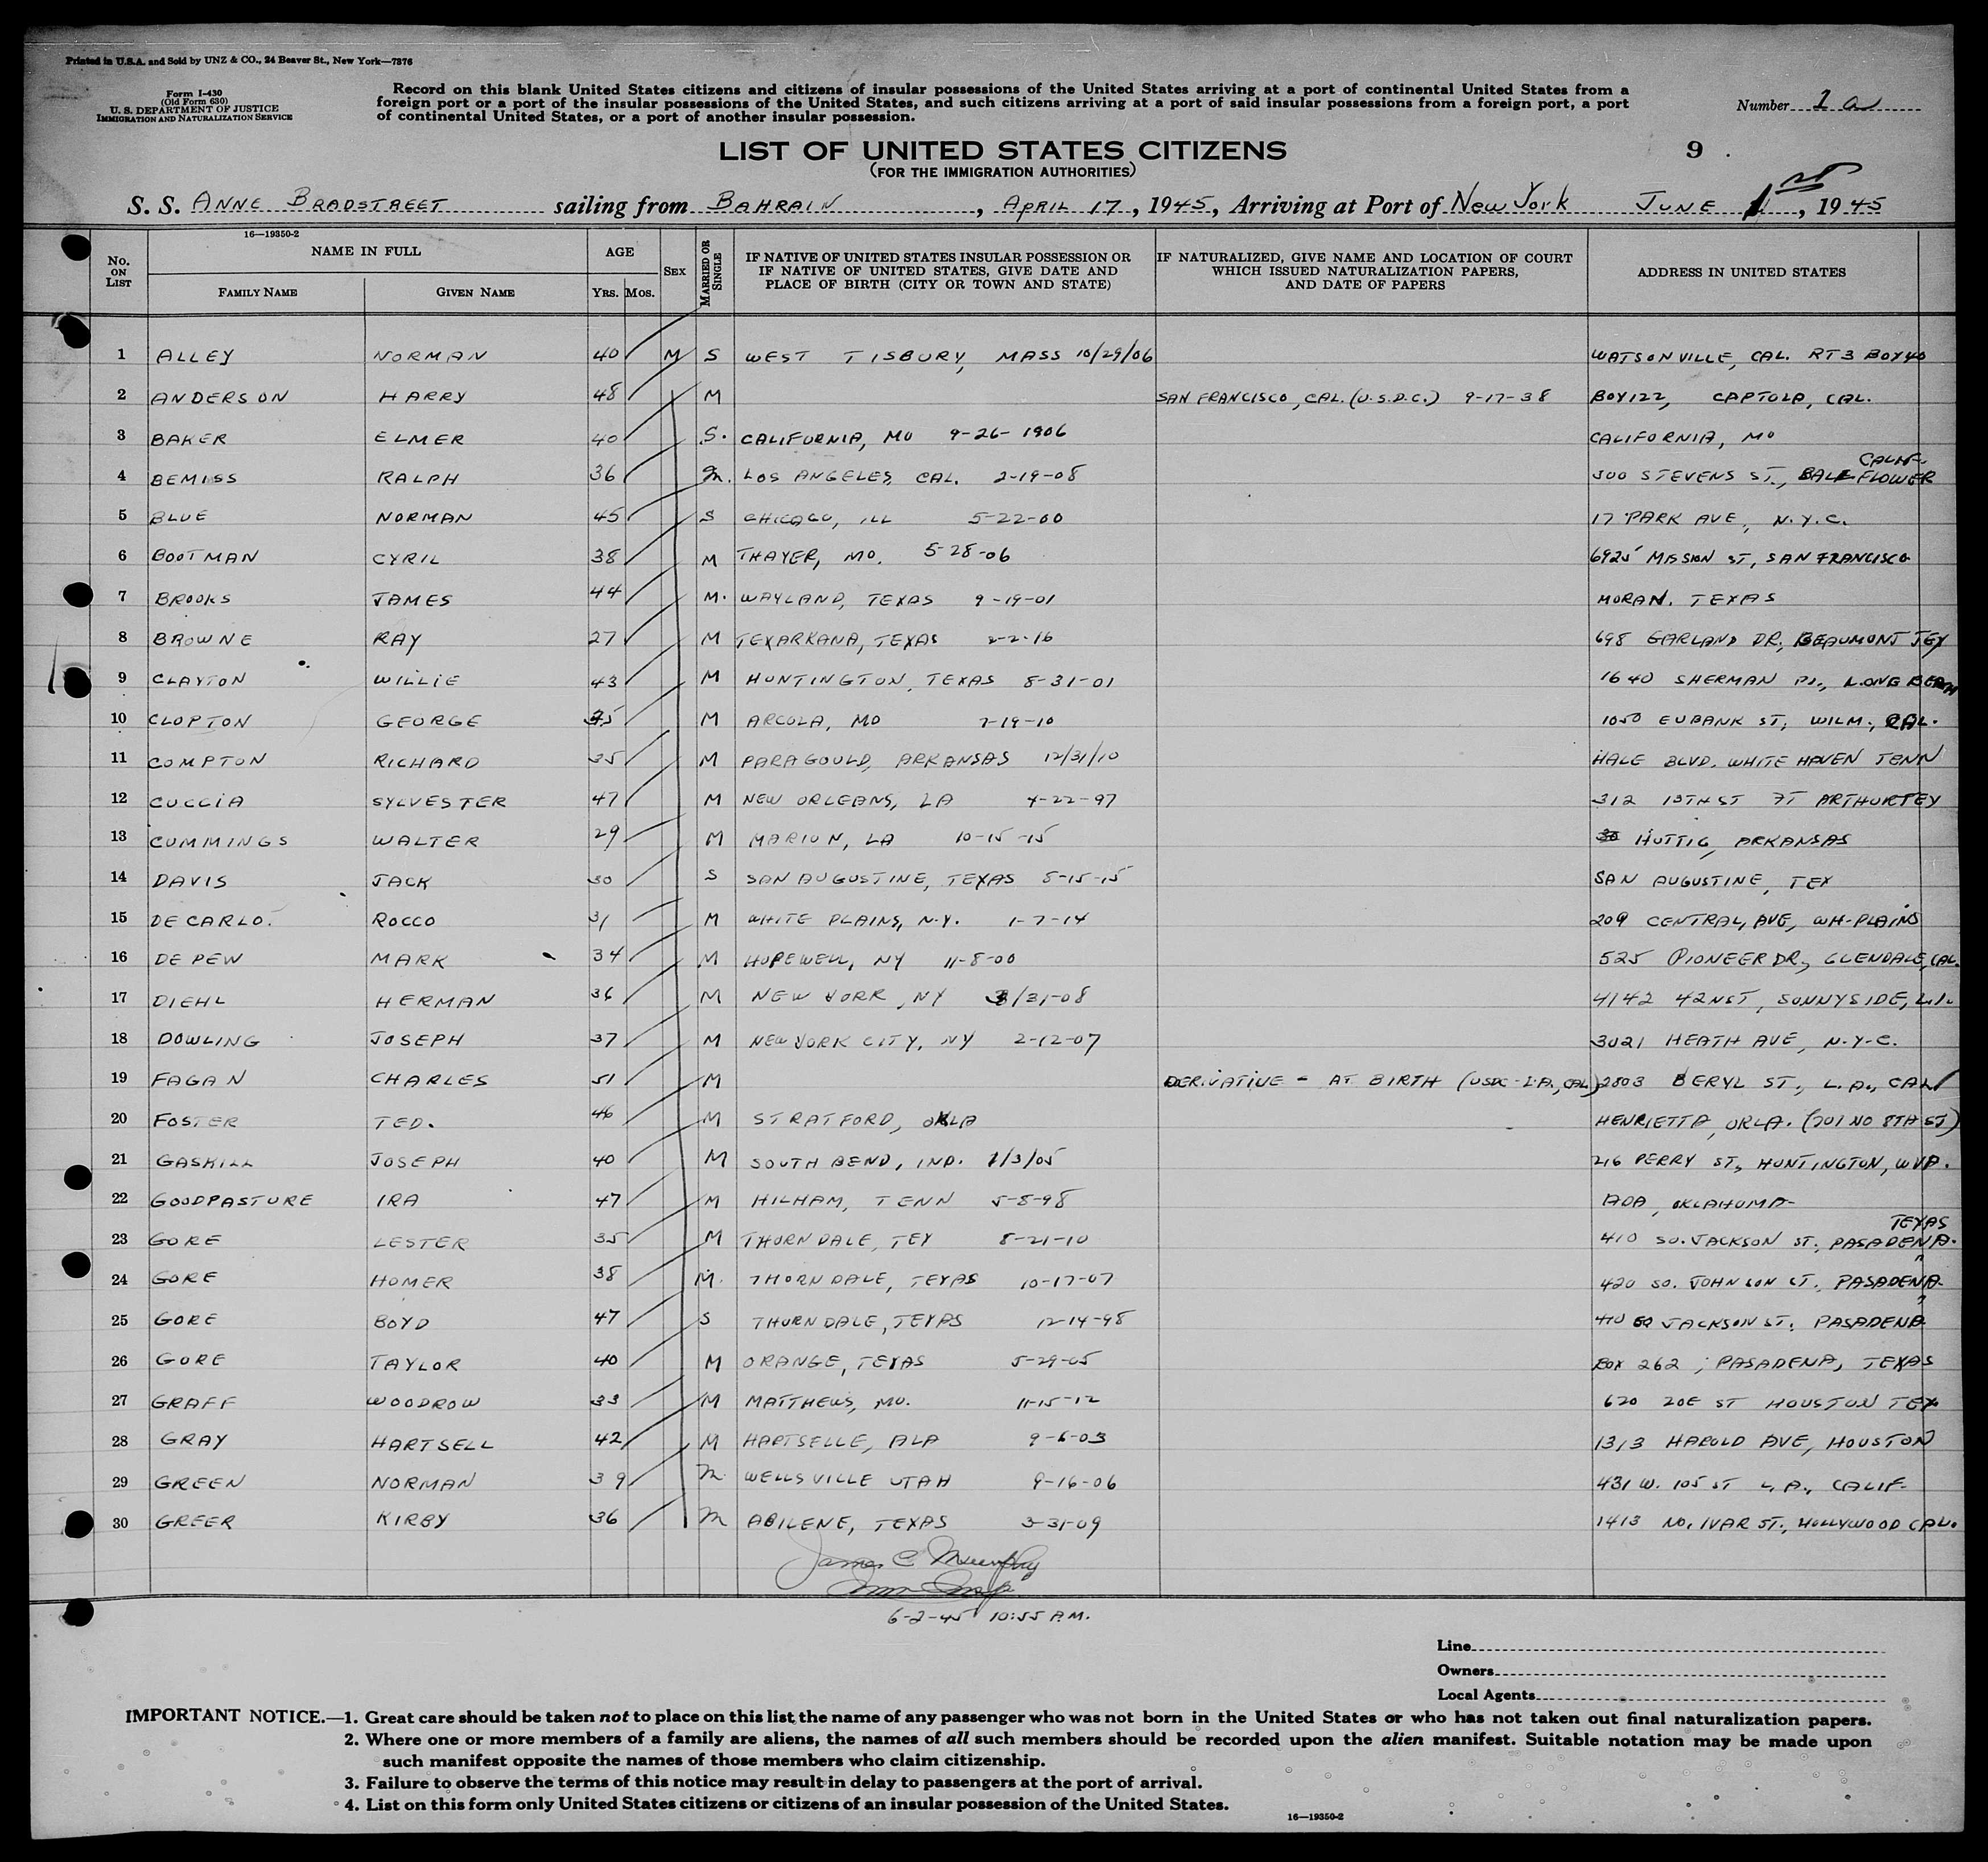 Printed in U.S.A. and Sold by UNZ & CO., 24 Beaver St., New York—7376
Form I-430
(Old Form 630)
U. S. DEPARTMENT OF JUSTICE
IMMIGRATION AND NATURALIZATION SERVICE
Record on this blank United States citizens and citizens of insular possessions of the United States arriving at a port of continental United States from a
foreign port or a port of the insular possessions of the United States, and such citizens arriving at a port of said insular possessions from a foreign port, a port
of continental United States, or a port of another insular possession.
Number 1 a
LIST OF UNITED STATES CITIZENS
(FOR THE IMMIGRATION AUTHORITIES)
9
S. S. ANNE BRADSTREET sailing from BAHRAIN, APRIL 17, 1945, Arriving at Port of New York JUNE 1st, 1945
16—19350-2
No. ON LIST NAME IN FULL FAMILY NAME GIVEN NAME AGE YRS. MOS. SEX MARRIED OR SINGLE IF NATIVE OF UNITED STATES INSULAR POSSESSION OR IF NATIVE OF UNITED STATES, GIVE DATE AND PLACE OF BIRTH (CITY OR TOWN AND STATE) IF NATURALIZED, GIVE NAME AND LOCATION OF COURT WHICH ISSUED NATURALIZATION PAPERS, AND DATE OF PAPERS ADDRESS IN UNITED STATES
1 ALLEY NORMAN 40 M S WEST TISBURY, MASS 10/29/06 WATSONVILLE, CAL. RT 3 BOX 40
2 ANDERSON HARRY 48 M SAN FRANCISCO, CAL. (U.S.D.C.) 9-17-38 BOX 122, CAPTOLA, CAL.
3 BAKER ELMER 40 S. CALIFORNIA, MO 9-26-1906 CALIFORNIA, MO
4 BEMISS RALPH 36 M. LOS ANGELES, CAL. 2-19-08 300 STEVENS ST., BALLFLOWER CALIF.
5 BLUE NORMAN 45 S CHICAGO, ILL 5-22-00 17 PARK AVE, N.Y.C.
6 BOOTMAN CYRIL 38 M THAYER, MO. 5-28-06 6925 MISSION ST, SAN FRANCISCO
7 BROOKS JAMES 44 M. WAYLAND, TEXAS 9-19-01 MORAN, TEXAS
8 BROWNE RAY 27 M TEXARKANA, TEXAS 2-2-16 698 GARLAND DR., BEAUMONT TEX
9 CLAYTON WILLIE 43 M HUNTINGTON, TEXAS 8-31-01 1640 SHERMAN PL., LONG BEACH
10 CLOPTON GEORGE 35 M ARCOLA, MO 7-19-10 1050 EUBANK ST, WILM., CAL.
11 COMPTON RICHARD 35 M PARAGOULD, ARKANSAS 12/31/10 HALE BLVD. WHITE HAVEN TENN
12 CUCCIA SYLVESTER 47 M NEW ORLEANS, LA 4-22-97 312 13TH ST PT ARTHUR TEX
13 CUMMINGS WALTER 29 M MARION, LA 10-15-15 HUTTIG, ARKANSAS
14 DAVIS JACK 30 S SAN AUGUSTINE, TEXAS 5-15-15 SAN AUGUSTINE, TEX
15 DE CARLO. ROCCO 31 M WHITE PLAINS, N.Y. 1-7-14 209 CENTRAL, AVE, WH-PLAINS
16 DE PEW MARK 34 M HOPEWELL, NY 11-8-00 525 PIONEER DR., GLENDALE, CAL.
17 DIEHL HERMAN 36 M NEW YORK, NY 3/31-08 4142 42ND ST, SUNNYSIDE, L.I.
18 DOWLING JOSEPH 37 M NEW YORK CITY, NY 2-12-07 3021 HEATH AVE, N.Y.C.
19 FAGAN CHARLES 51 M DERIVATIVE - AT BIRTH (USDC - L.A., CAL) 2803 BERYL ST., L.A., CAL
20 FOSTER TED. 46 M STRATFORD, OKLA HENRIETTA, OKLA. (701 NO 8TH ST)
21 GASKILL JOSEPH 40 M SOUTH BEND, IND. 1/3/05 216 PERRY ST, HUNTINGTON, W VA.
22 GOODPASTURE IRA 47 M HILHAM, TENN 5-8-98 ADA, OKLAHOMA
23 GORE LESTER 35 M THORNDALE, TEX 8-21-10 410 SO. JACKSON ST., PASADENA. TEXAS
24 GORE HOMER 38 M. THORNDALE, TEXAS 10-17-07 420 SO. JOHNSON ST., PASADENA. "
25 GORE BOYD 47 S THORNDALE, TEXAS 12-14-98 410 SO JACKSON ST., PASADENA "
26 GORE TAYLOR 40 M ORANGE, TEXAS 5-29-05 BOX 262, PASADENA, TEXAS
27 GRAFF WOODROW 33 M MATTHEWS, MO. 11-15-12 620 ZOE ST HOUSTON TEX
28 GRAY HARTSELL 42 M HARTSELLE, ALA 9-6-03 1313 HAROLD AVE, HOUSTON
29 GREEN NORMAN 39 M WELLSVILLE UTAH 9-16-06 431 W. 105 ST L.A., CALIF.
30 GREER KIRBY 36 M ABILENE, TEXAS 3-31-09 1413 NO. IVAR ST., HOLLYWOOD CAL.
James C Murphy
6-2-45 10:55 P.M.
Line
Owners
Local Agents
IMPORTANT NOTICE.—1. Great care should be taken not to place on this list the name of any passenger who was not born in the United States or who has not taken out final naturalization papers.
2. Where one or more members of a family are aliens, the names of all such members should be recorded upon the alien manifest. Suitable notation may be made upon
such manifest opposite the names of those members who claim citizenship.
3. Failure to observe the terms of this notice may result in delay to passengers at the port of arrival.
4. List on this form only United States citizens or citizens of an insular possession of the United States.
16—19350-2